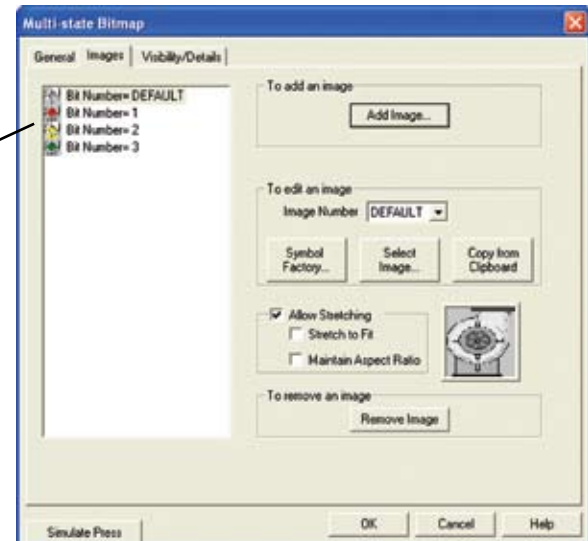 Multi-state Bitmap
General Images Visibility/Details
Bit Number= DEFAULT
Bit Number= 1
Bit Number= 2
Bit Number= 3
To add an image
Add Image...
To edit an image
Image Number DEFAULT
Symbol Factory...
Select Image...
Copy from Clipboard
Allow Stretching
Stretch to Fit
Maintain Aspect Ratio
To remove an image
Remove Image
Simulate Press
OK Cancel Help